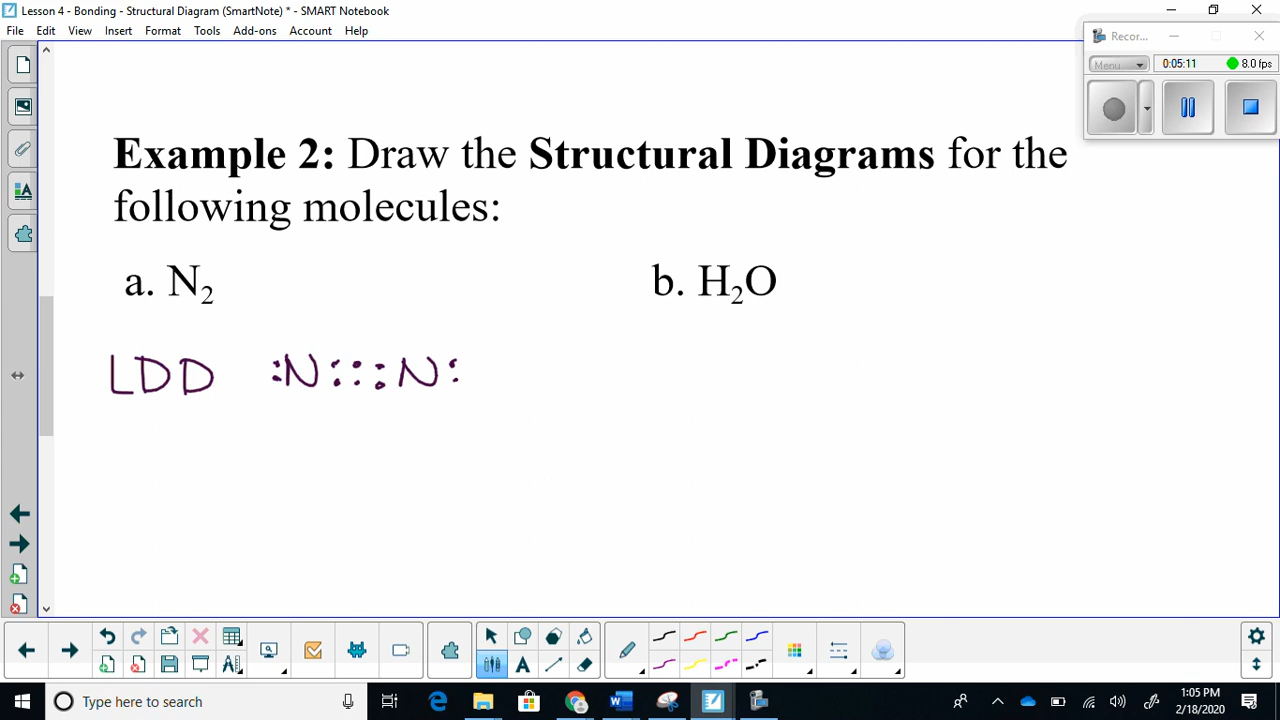 Lesson 4 - Bonding - Structural Diagram (SmartNote) * - SMART Notebook
File Edit View Insert Format Tools Add-ons Account Help
Recor...
Menu 0:05:11 8.0 fps
Example 2: Draw the Structural Diagrams for the
following molecules:
a. N₂ b. H₂O
LDD :N:::N:
Type here to search
1:05 PM
2/18/2020